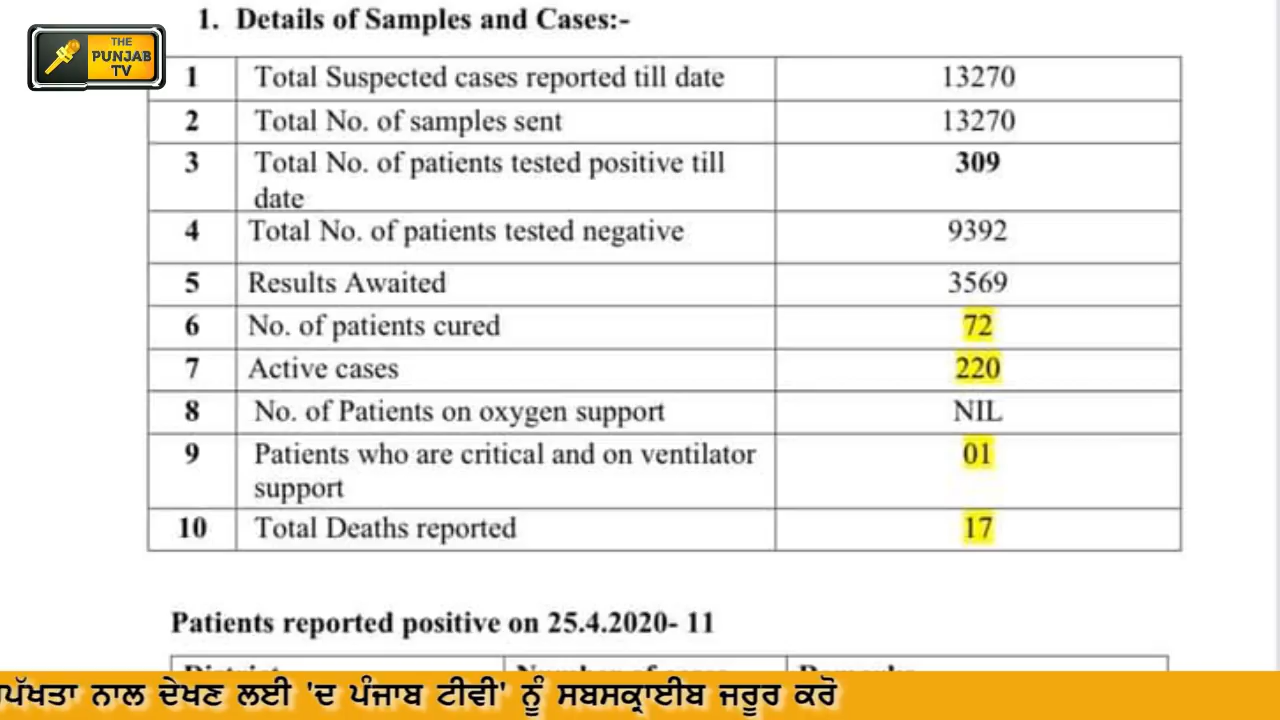 1. Details of Samples and Cases:-
THE
PUNJAB
TV
1 Total Suspected cases reported till date 13270
2 Total No. of samples sent 13270
3 Total No. of patients tested positive till 309
date
4 Total No. of patients tested negative 9392
5 Results Awaited 3569
6 No. of patients cured 72
7 Active cases 220
8 No. of Patients on oxygen support NIL
9 Patients who are critical and on ventilator 01
support
10 Total Deaths reported 17
Patients reported positive on 25.4.2020- 11
ਨਾਲ ਦੇਖਣ ਲਈ 'ਦ ਪੰਜਾਬ ਟੀਵੀ' ਨੂੰ ਸਬਸਕ੍ਰਾਈਬ ਜਰੂਰ ਕਰੋ